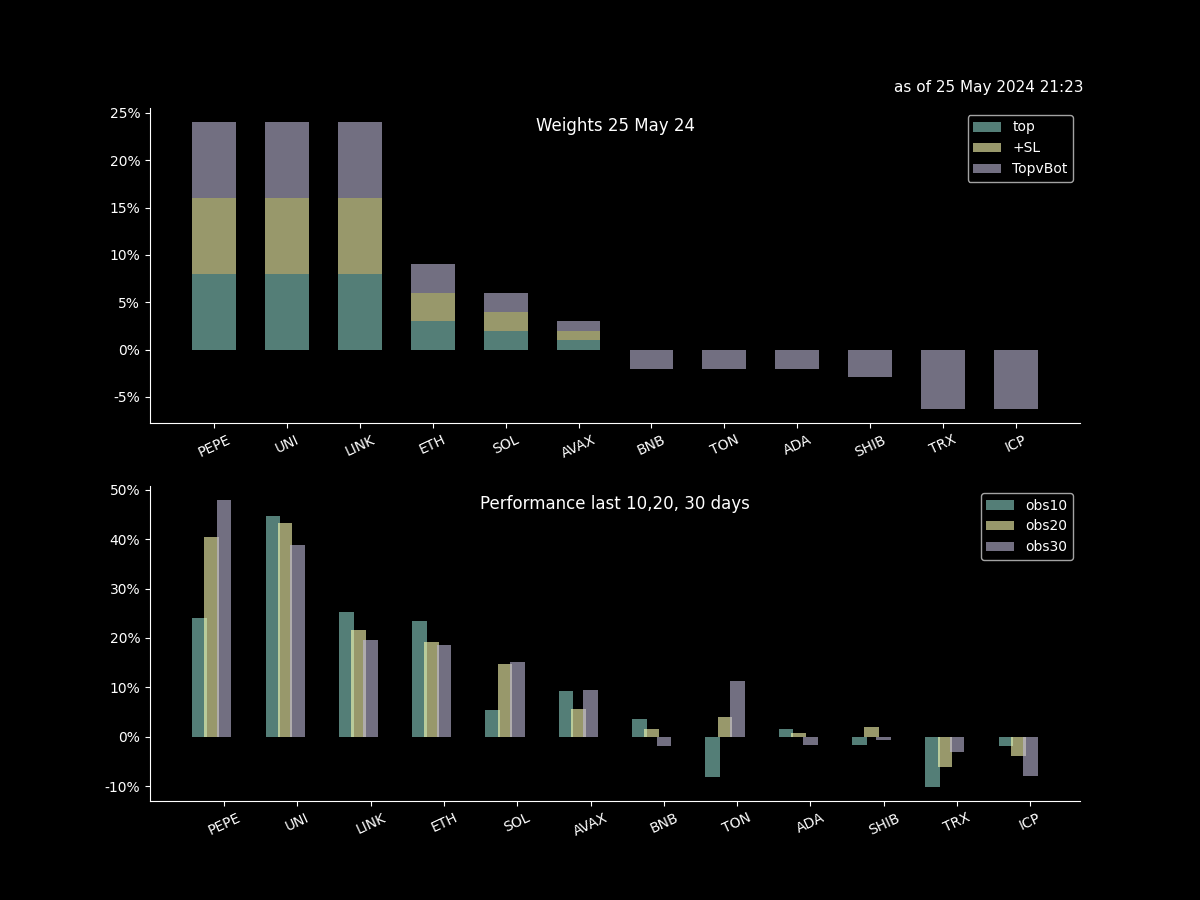 as of 25 May 2024 21:23
Weights 25 May 24
top
+SL
TopvBot
25%
20%
15%
10%
5%
0%
-5%
PEPE UNI LINK ETH SOL AVAX BNB TON ADA SHIB TRX ICP
Performance last 10,20, 30 days
obs10
obs20
obs30
50%
40%
30%
20%
10%
0%
-10%
PEPE UNI LINK ETH SOL AVAX BNB TON ADA SHIB TRX ICP